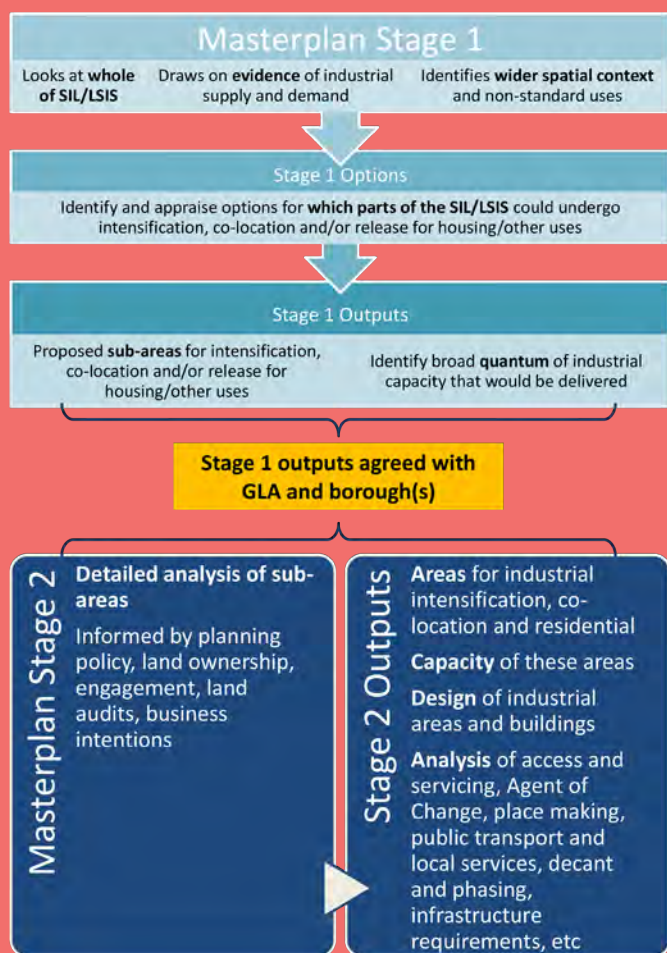 Masterplan Stage 1
Looks at whole
of SIL/LSIS
Draws on evidence of industrial
supply and demand
Identifies wider spatial context
and non-standard uses
Stage 1 Options
Identify and appraise options for which parts of the SIL/LSIS could undergo
intensification, co-location and/or release for housing/other uses
Stage 1 Outputs
Proposed sub-areas for intensification,
co-location and/or release for
housing/other uses
Identify broad quantum of industrial
capacity that would be delivered
Stage 1 outputs agreed with
GLA and borough(s)
Masterplan Stage 2
Detailed analysis of sub-
areas
Informed by planning
policy, land ownership,
engagement, land
audits, business
intentions
Stage 2 Outputs
Areas for industrial
intensification, co-
location and residential
Capacity of these areas
Design of industrial
areas and buildings
Analysis of access and
servicing, Agent of
Change, place making,
public transport and
local services, decant
and phasing,
infrastructure
requirements, etc